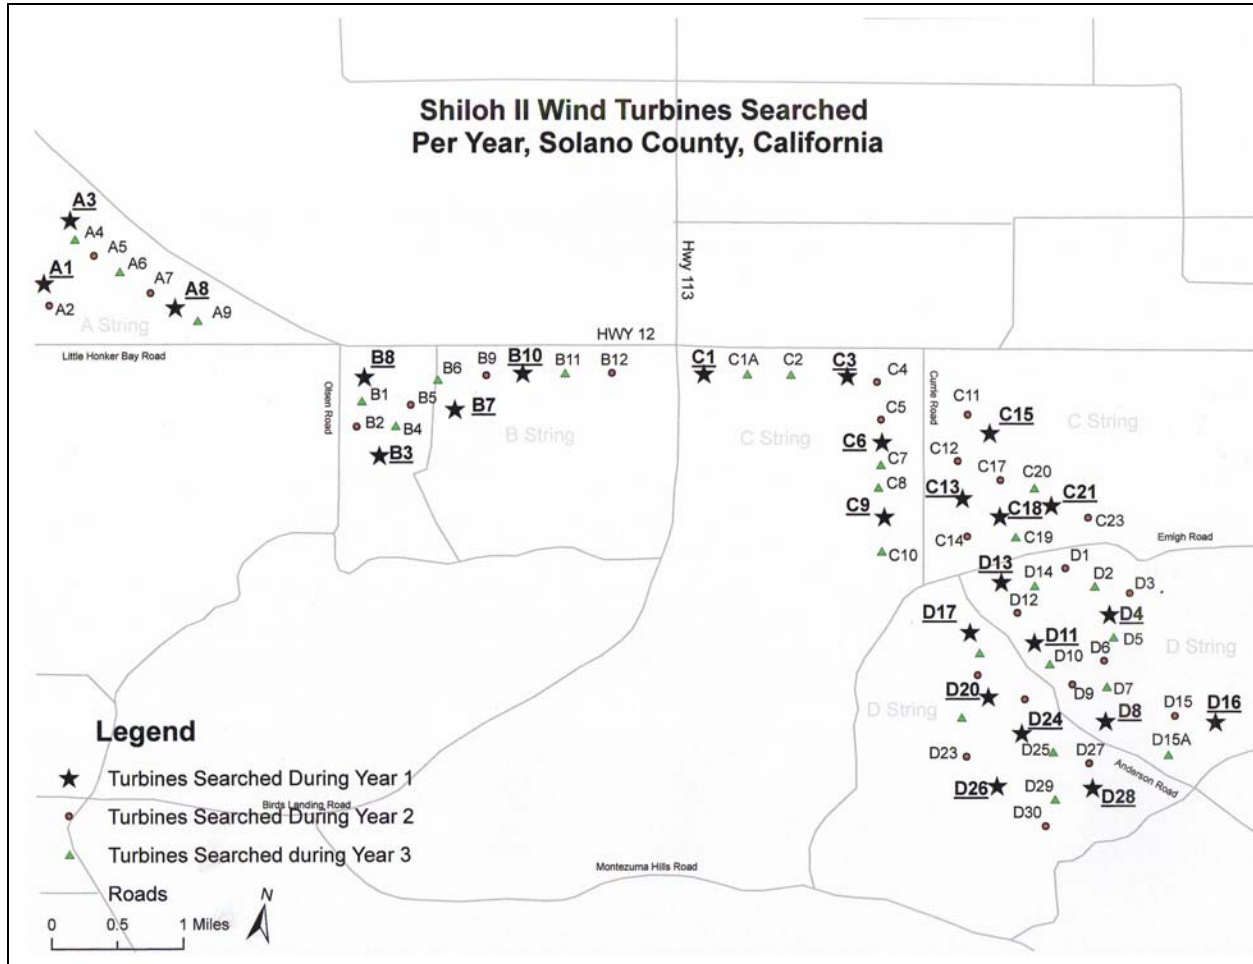 Shiloh II Wind Turbines Searched
Per Year, Solano County, California
A3
A4
A5
A6
A1
A7
A8
A2
A9
A String
Hwy 113
HWY 12
Little Honker Bay Road
Olsen Road
B8
B6
B9
B10
B11
B12
B1
B5
B2
B4
B7
B3
B String
C1
C1A
C2
C3
C4
C5
C6
C7
C8
C9
C10
C String
Currie Road
C11
C15
C String
C12
C17
C20
C13
C18
C21
C23
C14
C19
Emigh Road
D13
D14
D1
D2
D3
D12
D4
D17
D11
D5
D6
D10
D String
D9
D7
D20
D8
D15
D16
D String
D24
D23
D25
D27
D15A
Anderson Road
D26
D29
D28
D30
Legend
Turbines Searched During Year 1
Birds Landing Road
Turbines Searched During Year 2
Turbines Searched during Year 3
Montezuma Hills Road
Roads
N
0 0.5 1 Miles